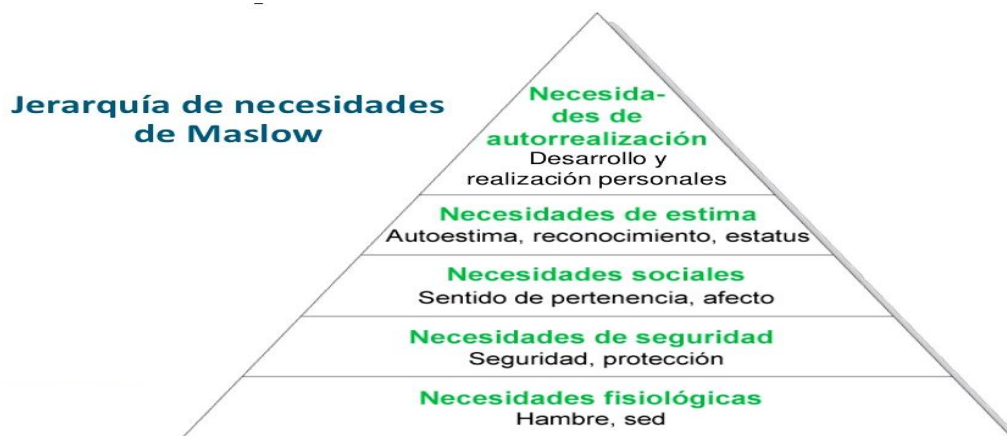 Jerarquía de necesidades
de Maslow
Necesida-
des de
autorrealización
Desarrollo y
realización personales
Necesidades de estima
Autoestima, reconocimiento, estatus
Necesidades sociales
Sentido de pertenencia, afecto
Necesidades de seguridad
Seguridad, protección
Necesidades fisiológicas
Hambre, sed